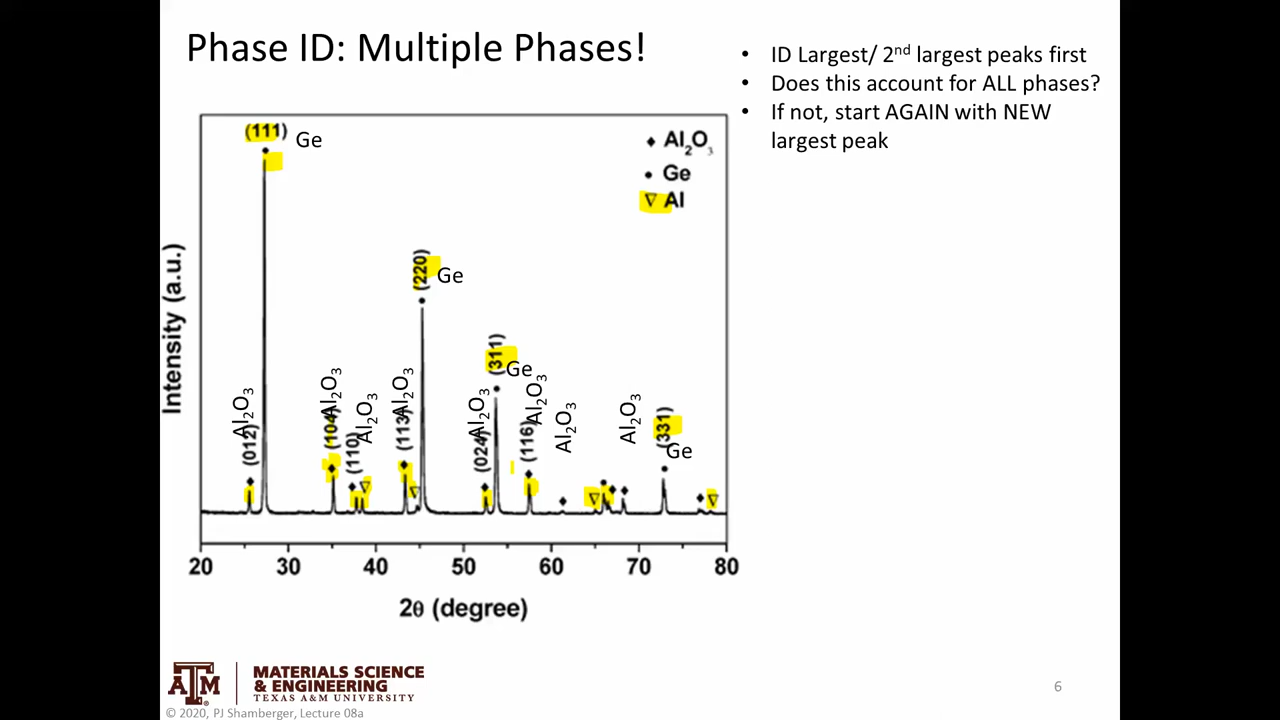 Phase ID: Multiple Phases!
• ID Largest/ 2nd largest peaks first
• Does this account for ALL phases?
• If not, start AGAIN with NEW
largest peak
(111) Ge
♦ Al2O3
• Ge
∇ Al
(220) Ge
(311) Ge
Al2O3
(012)
Al2O3
(104)
(110)
Al2O3
Al2O3
(113)
Al2O3
(024)
Al2O3
(116)
Al2O3
Al2O3
(331)
Ge
Intensity (a.u.)
20 30 40 50 60 70 80
2θ (degree)
ATM
MATERIALS SCIENCE
& ENGINEERING
TEXAS A&M UNIVERSITY
© 2020, PJ Shamberger, Lecture 08a
6